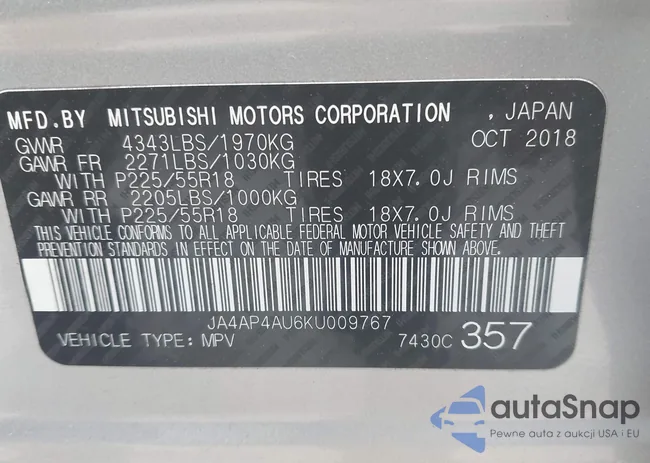 MFD.BY MITSUBISHI MOTORS CORPORATION , JAPAN
GVWR 4343LBS/1970KG OCT 2018
GAWR FR 2271LBS/1030KG
WITH P225/55R18 TIRES 18X7.0J RIMS
GAWR RR 2205LBS/1000KG
WITH P225/55R18 TIRES 18X7.0J RIMS
THIS VEHICLE CONFORMS TO ALL APPLICABLE FEDERAL MOTOR VEHICLE SAFETY AND THEFT
PREVENTION STANDARDS IN EFFECT ON THE DATE OF MANUFACTURE SHOWN ABOVE.
JA4AP4AU6KU009767
VEHICLE TYPE: MPV 7430C 357
autoSnap
Pewne auta z aukcji USA i EU